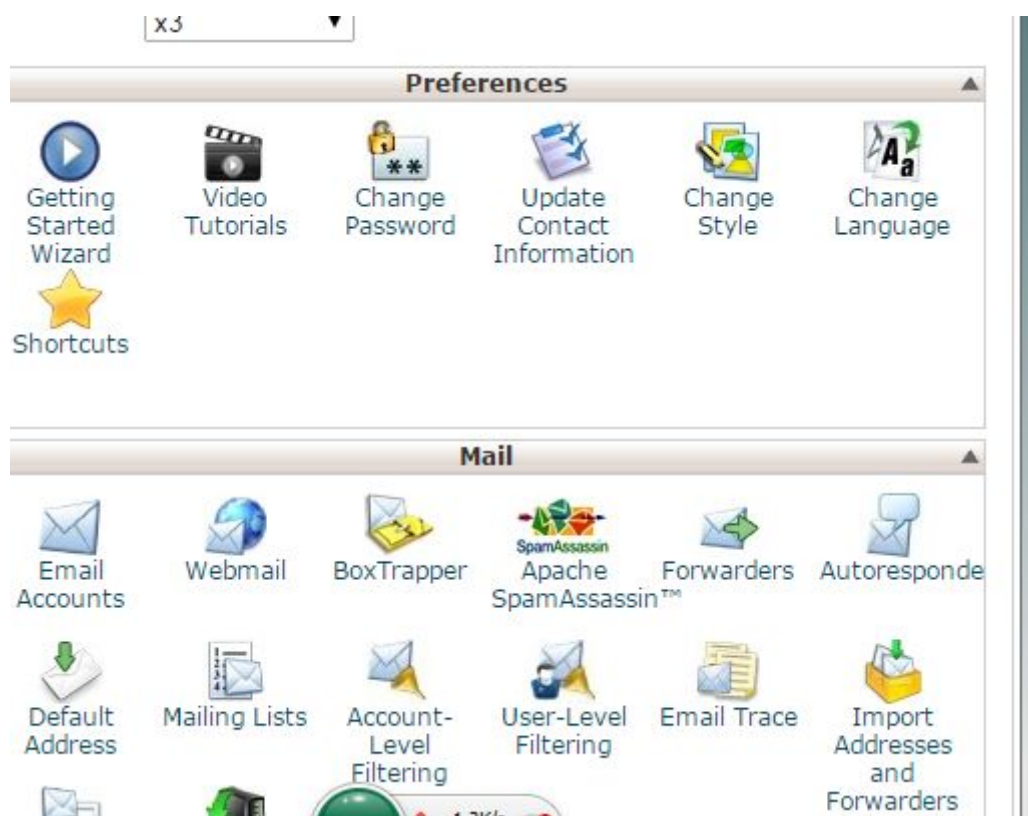 x3
Preferences
Getting Started Wizard
Video Tutorials
Change Password
Update Contact Information
Change Style
Change Language
Shortcuts
Mail
Email Accounts
Webmail
BoxTrapper
SpamAssassin
Apache SpamAssassin™
Forwarders
Autoresponde
Default Address
Mailing Lists
Account-Level Filtering
User-Level Filtering
Email Trace
Import Addresses and Forwarders